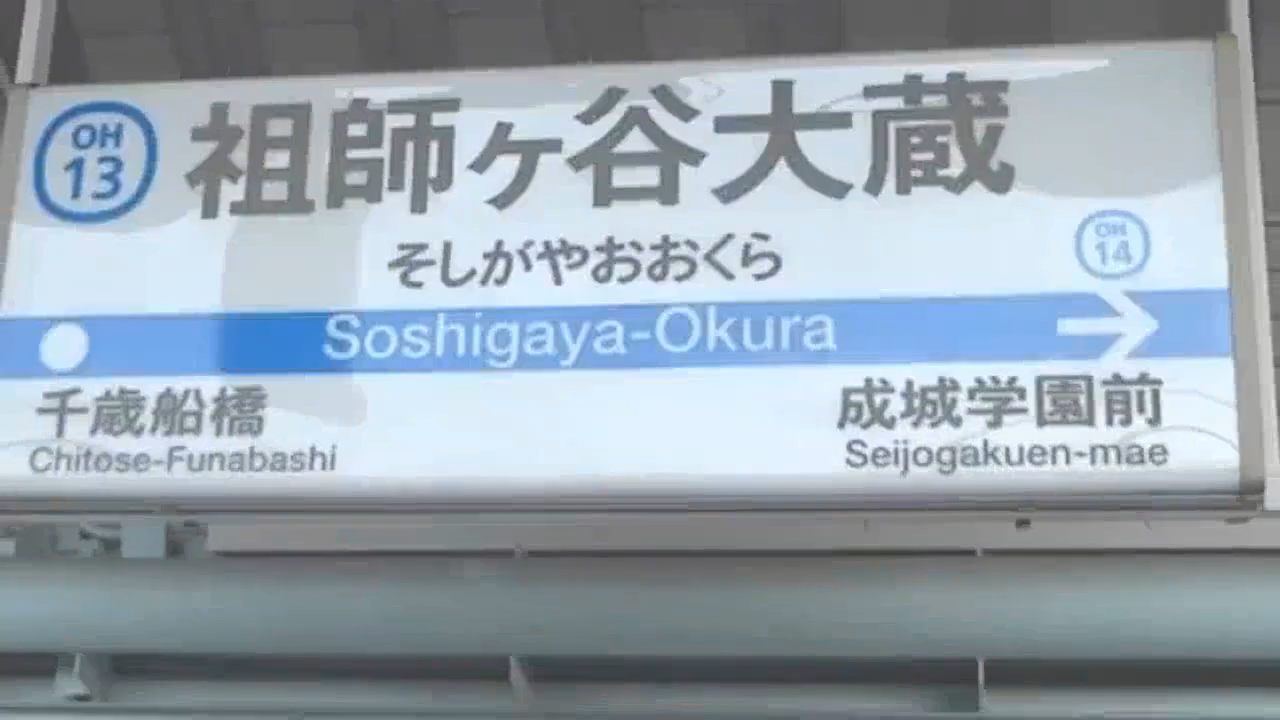 OH
13
祖師ヶ谷大蔵
そしがやおおくら
OH
14
Soshigaya-Okura
千歳船橋
Chitose-Funabashi
成城学園前
Seijogakuen-mae